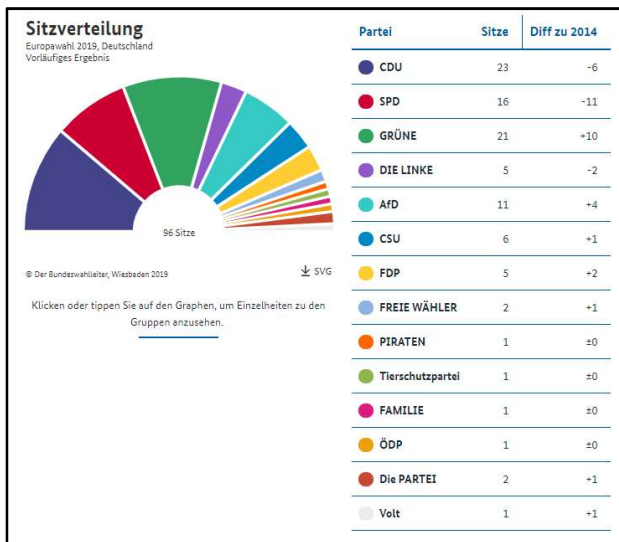 Sitzverteilung
Europawahl 2019, Deutschland
Vorläufiges Ergebnis
96 Sitze
© Der Bundeswahlleiter, Wiesbaden 2019
SVG
Klicken oder tippen Sie auf den Graphen, um Einzelheiten zu den
Gruppen anzusehen.
Partei Sitze Diff zu 2014
CDU 23 -6
SPD 16 -11
GRÜNE 21 +10
DIE LINKE 5 -2
AfD 11 +4
CSU 6 +1
FDP 5 +2
FREIE WÄHLER 2 +1
PIRATEN 1 ±0
Tierschutzpartei 1 ±0
FAMILIE 1 ±0
ÖDP 1 ±0
Die PARTEI 2 +1
Volt 1 +1